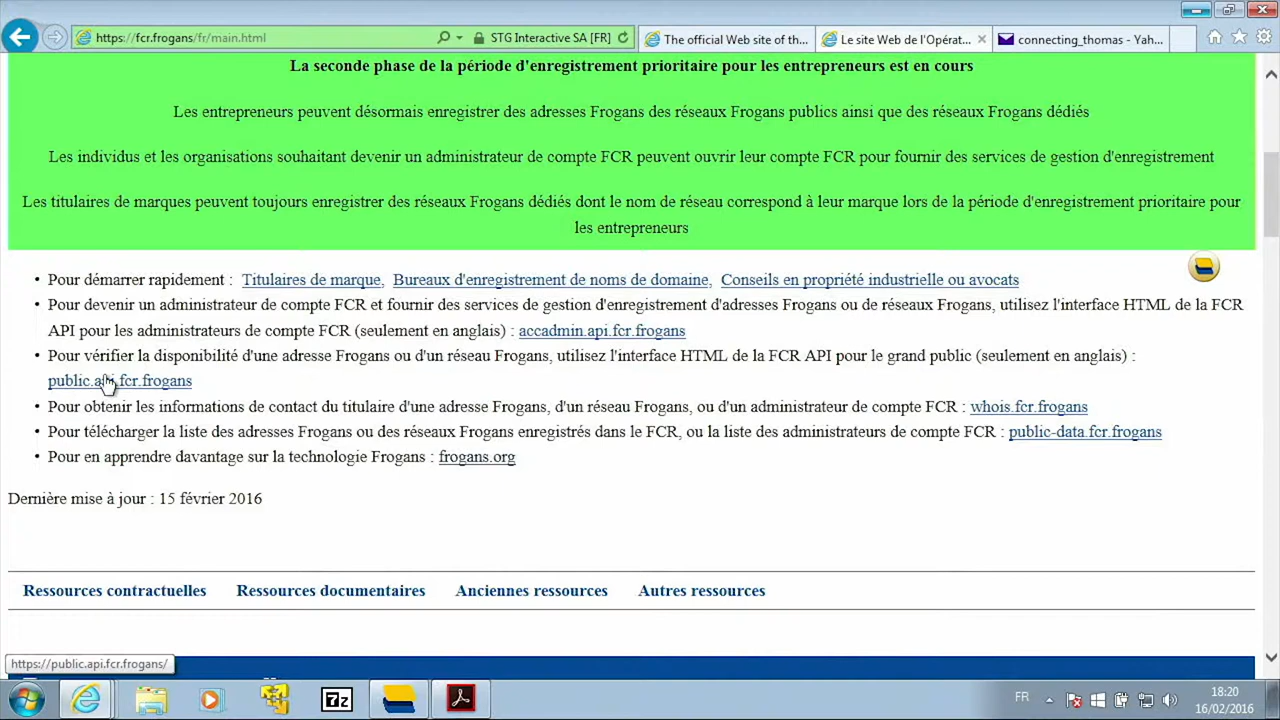 https://fcr.frogans/fr/main.html
STG Interactive SA [FR]
The official Web site of th...
Le site Web de l'Opérat...
connecting_thomas - Yah...
La seconde phase de la période d'enregistrement prioritaire pour les entrepreneurs est en cours
Les entrepreneurs peuvent désormais enregistrer des adresses Frogans des réseaux Frogans publics ainsi que des réseaux Frogans dédiés
Les individus et les organisations souhaitant devenir un administrateur de compte FCR peuvent ouvrir leur compte FCR pour fournir des services de gestion d'enregistrement
Les titulaires de marques peuvent toujours enregistrer des réseaux Frogans dédiés dont le nom de réseau correspond à leur marque lors de la période d'enregistrement prioritaire pour
les entrepreneurs
• Pour démarrer rapidement : Titulaires de marque, Bureaux d'enregistrement de noms de domaine, Conseils en propriété industrielle ou avocats
• Pour devenir un administrateur de compte FCR et fournir des services de gestion d'enregistrement d'adresses Frogans ou de réseaux Frogans, utilisez l'interface HTML de la FCR
API pour les administrateurs de compte FCR (seulement en anglais) : accadmin.api.fcr.frogans
• Pour vérifier la disponibilité d'une adresse Frogans ou d'un réseau Frogans, utilisez l'interface HTML de la FCR API pour le grand public (seulement en anglais) :
public.api.fcr.frogans
• Pour obtenir les informations de contact du titulaire d'une adresse Frogans, d'un réseau Frogans, ou d'un administrateur de compte FCR : whois.fcr.frogans
• Pour télécharger la liste des adresses Frogans ou des réseaux Frogans enregistrés dans le FCR, ou la liste des administrateurs de compte FCR : public-data.fcr.frogans
• Pour en apprendre davantage sur la technologie Frogans : frogans.org
Dernière mise à jour : 15 février 2016
Ressources contractuelles
Ressources documentaires
Anciennes ressources
Autres ressources
https://public.api.fcr.frogans/
7z
FR
18:20
16/02/2016